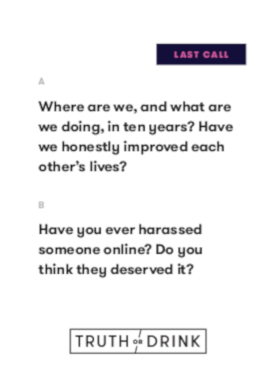 LAST CALL
A
Where are we, and what are
we doing, in ten years? Have
we honestly improved each
other's lives?
B
Have you ever harassed
someone online? Do you
think they deserved it?
TRUTH OR DRINK